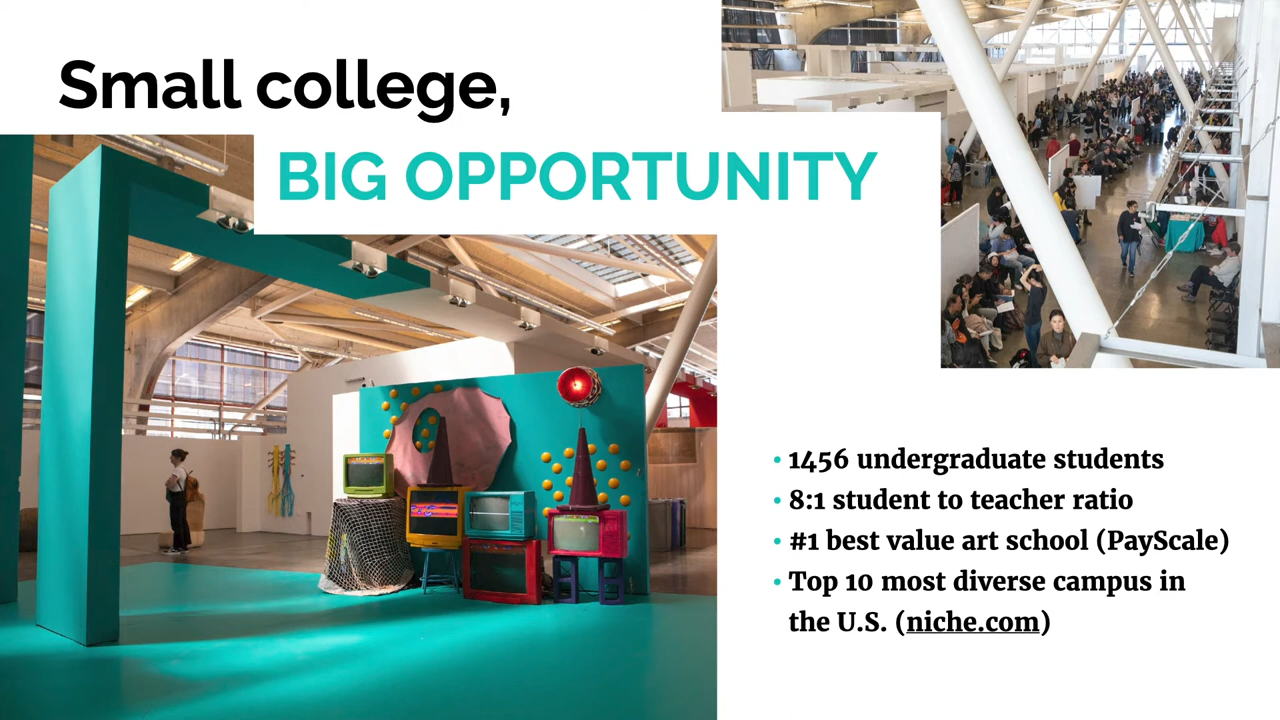 Small college,
BIG OPPORTUNITY
• 1456 undergraduate students
• 8:1 student to teacher ratio
• #1 best value art school (PayScale)
• Top 10 most diverse campus in
the U.S. (niche.com)